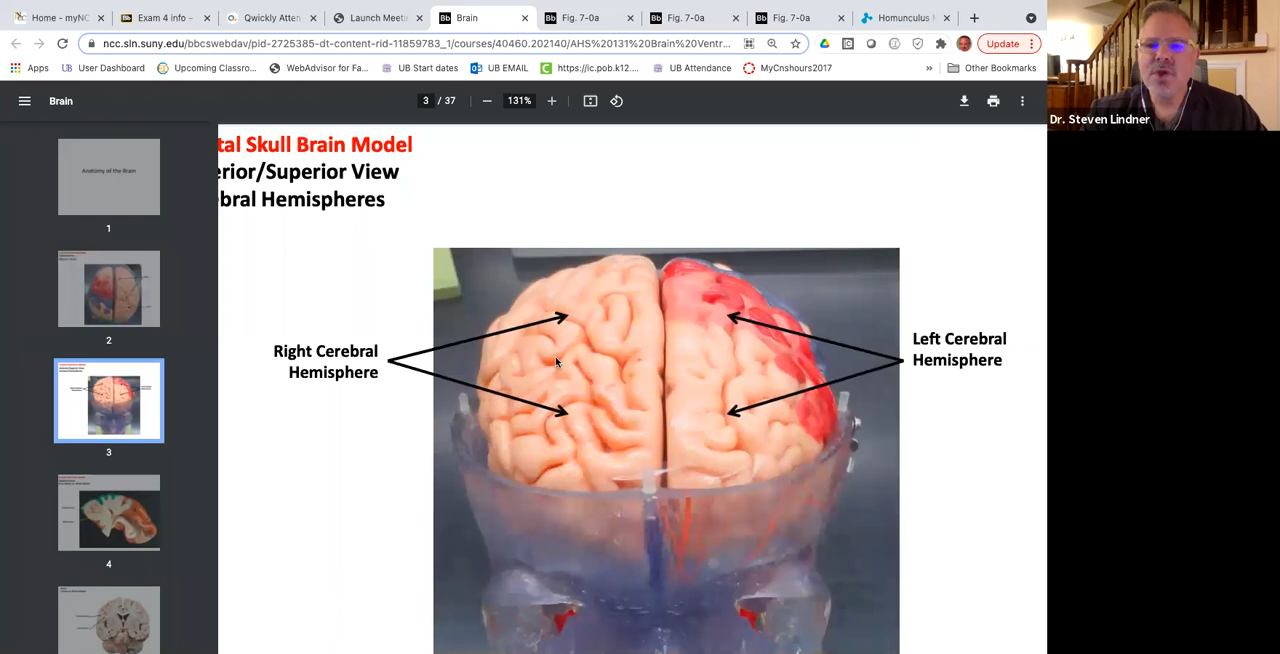 Home - myNC
Exam 4 info -
Qwickly Atten
Launch Meeti
Brain
Fig. 7-0a
Fig. 7-0a
Fig. 7-0a
Homunculus
ncc.sln.suny.edu/bbcswebdav/pid-2725385-dt-content-rid-11859783_1/courses/40460.202140/AHS%20131%20Brain%20Ventr...
Update
Apps
User Dashboard
Upcoming Classro...
WebAdvisor for Fa...
UB Start dates
UB EMAIL
https://ic.pob.k12....
UB Attendance
MyCnshours2017
»
Other Bookmarks
Brain
3 / 37
131%
Dr. Steven Lindner
Anatomy of the Brain
1
2
3
4
tal Skull Brain Model
erior/Superior View
bral Hemispheres
Right Cerebral
Hemisphere
Left Cerebral
Hemisphere